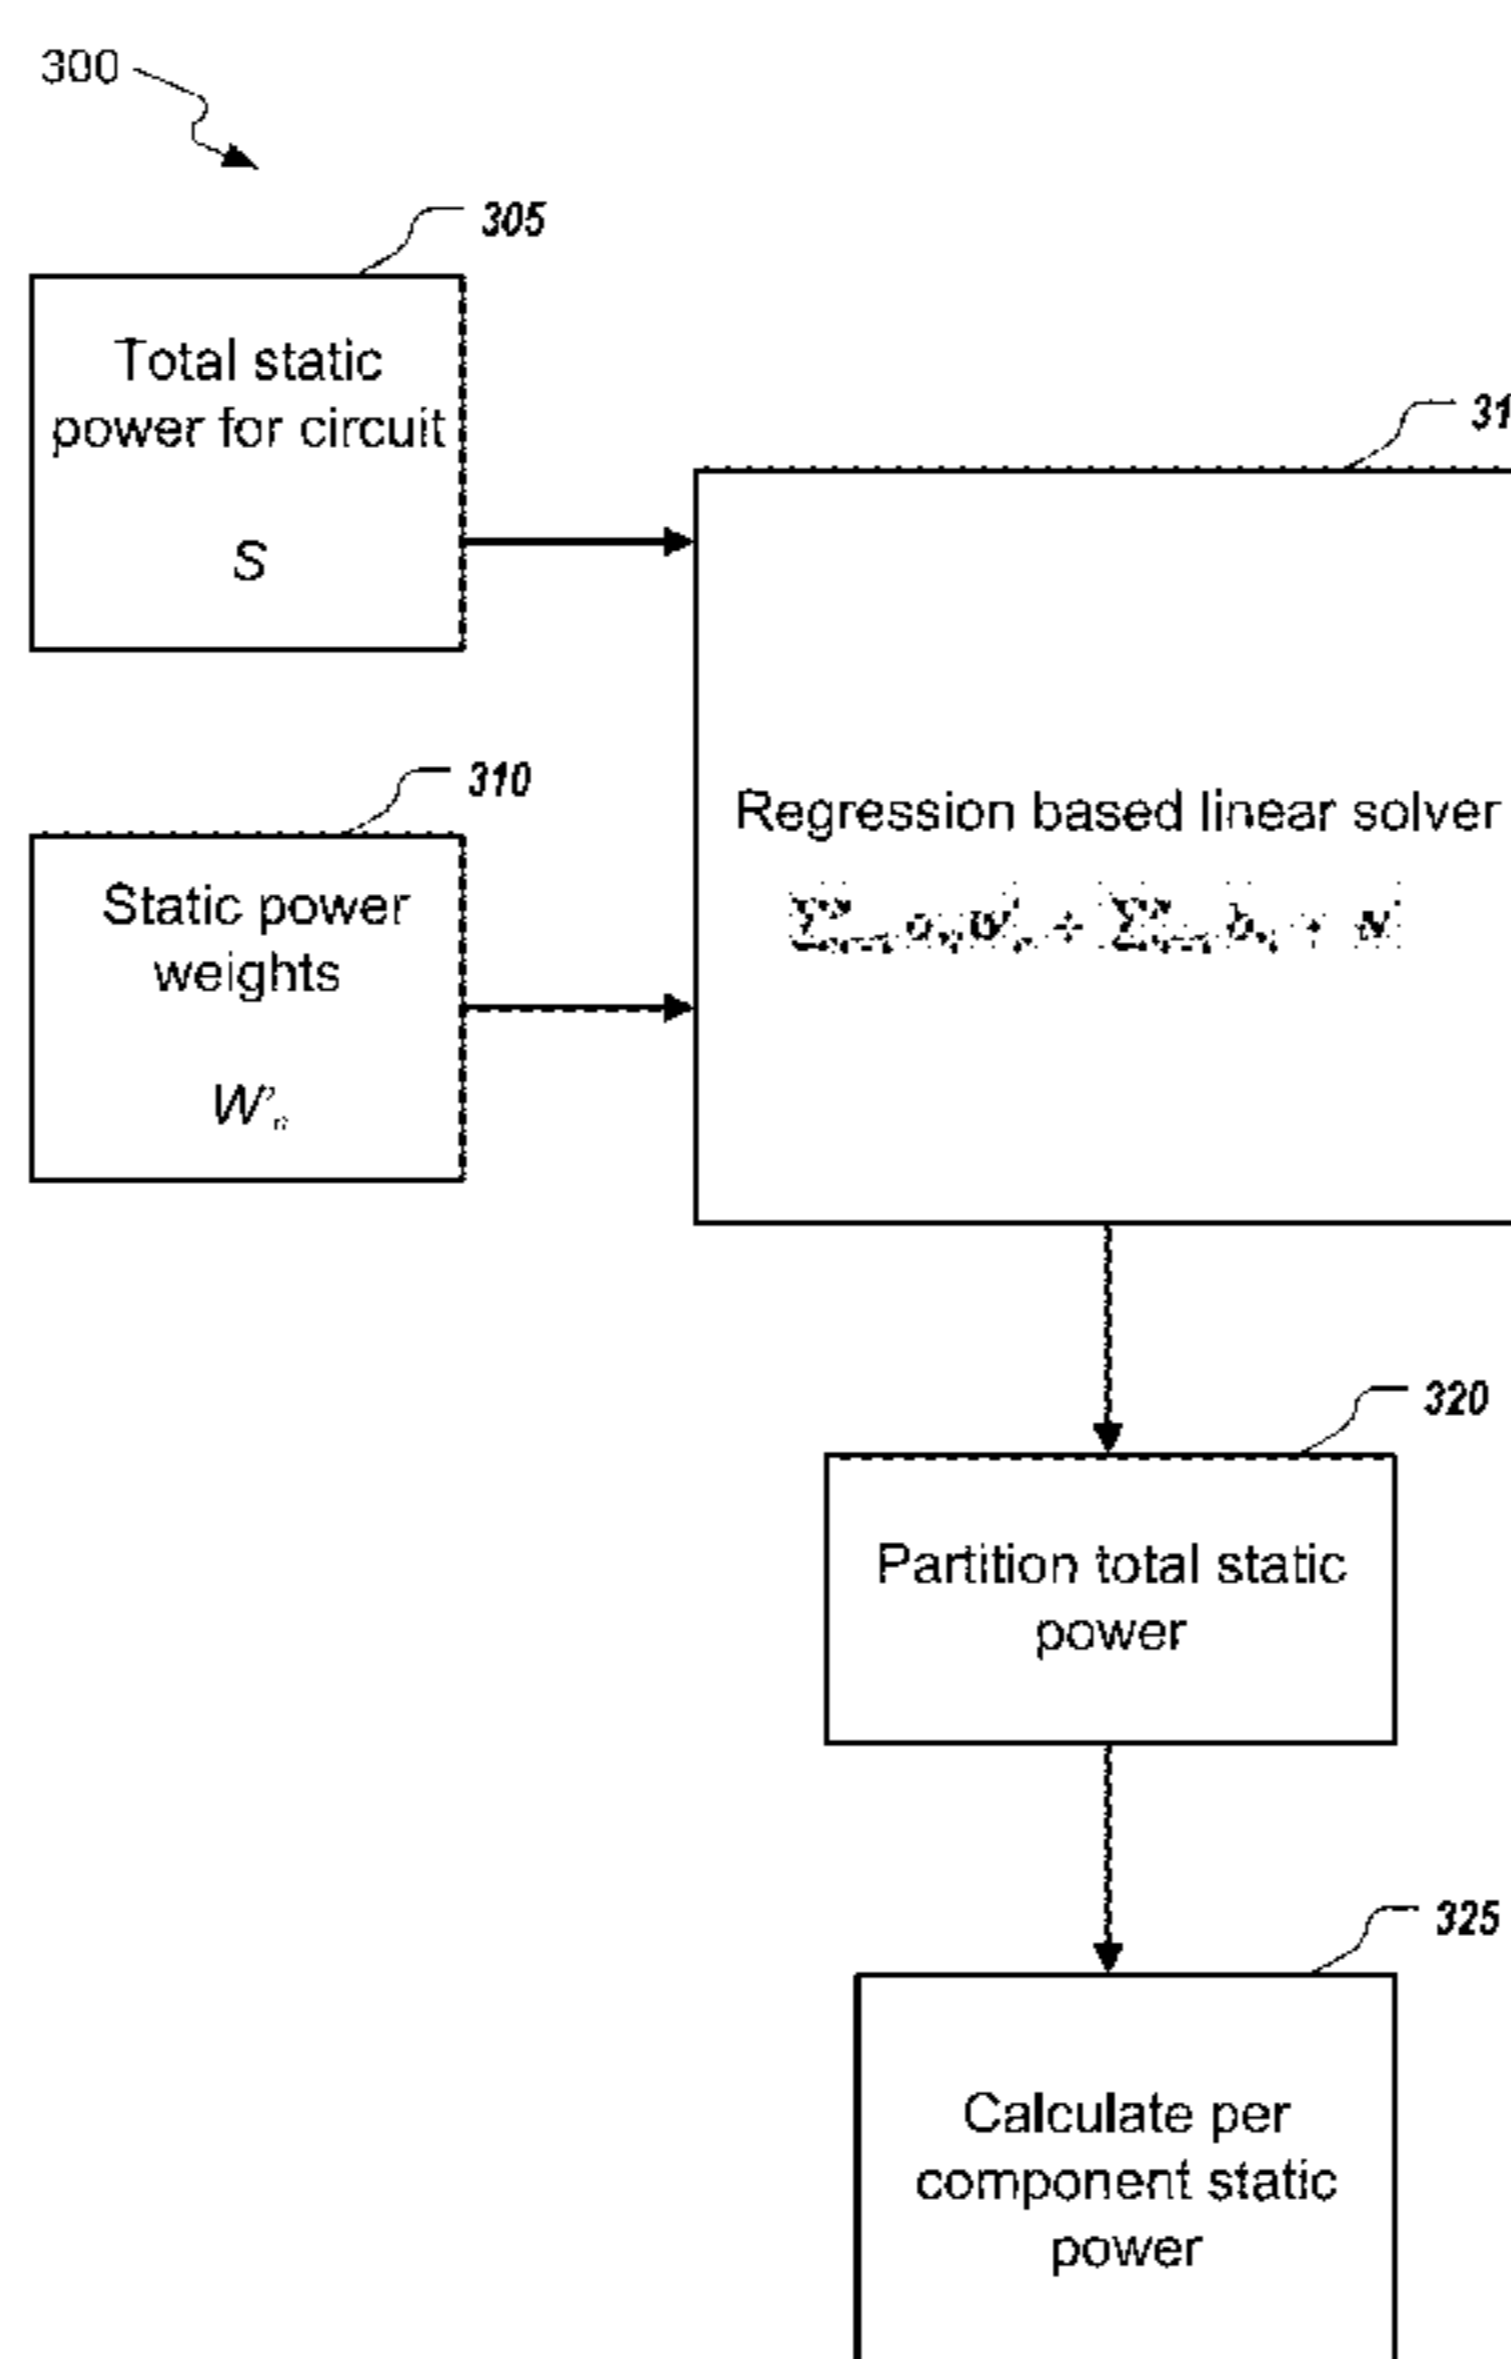 300
305
Total static
power for circuit
S
310
Static power
weights
W'n
31
Regression based linear solver
320
Partition total static
power
325
Calculate per
component static
power